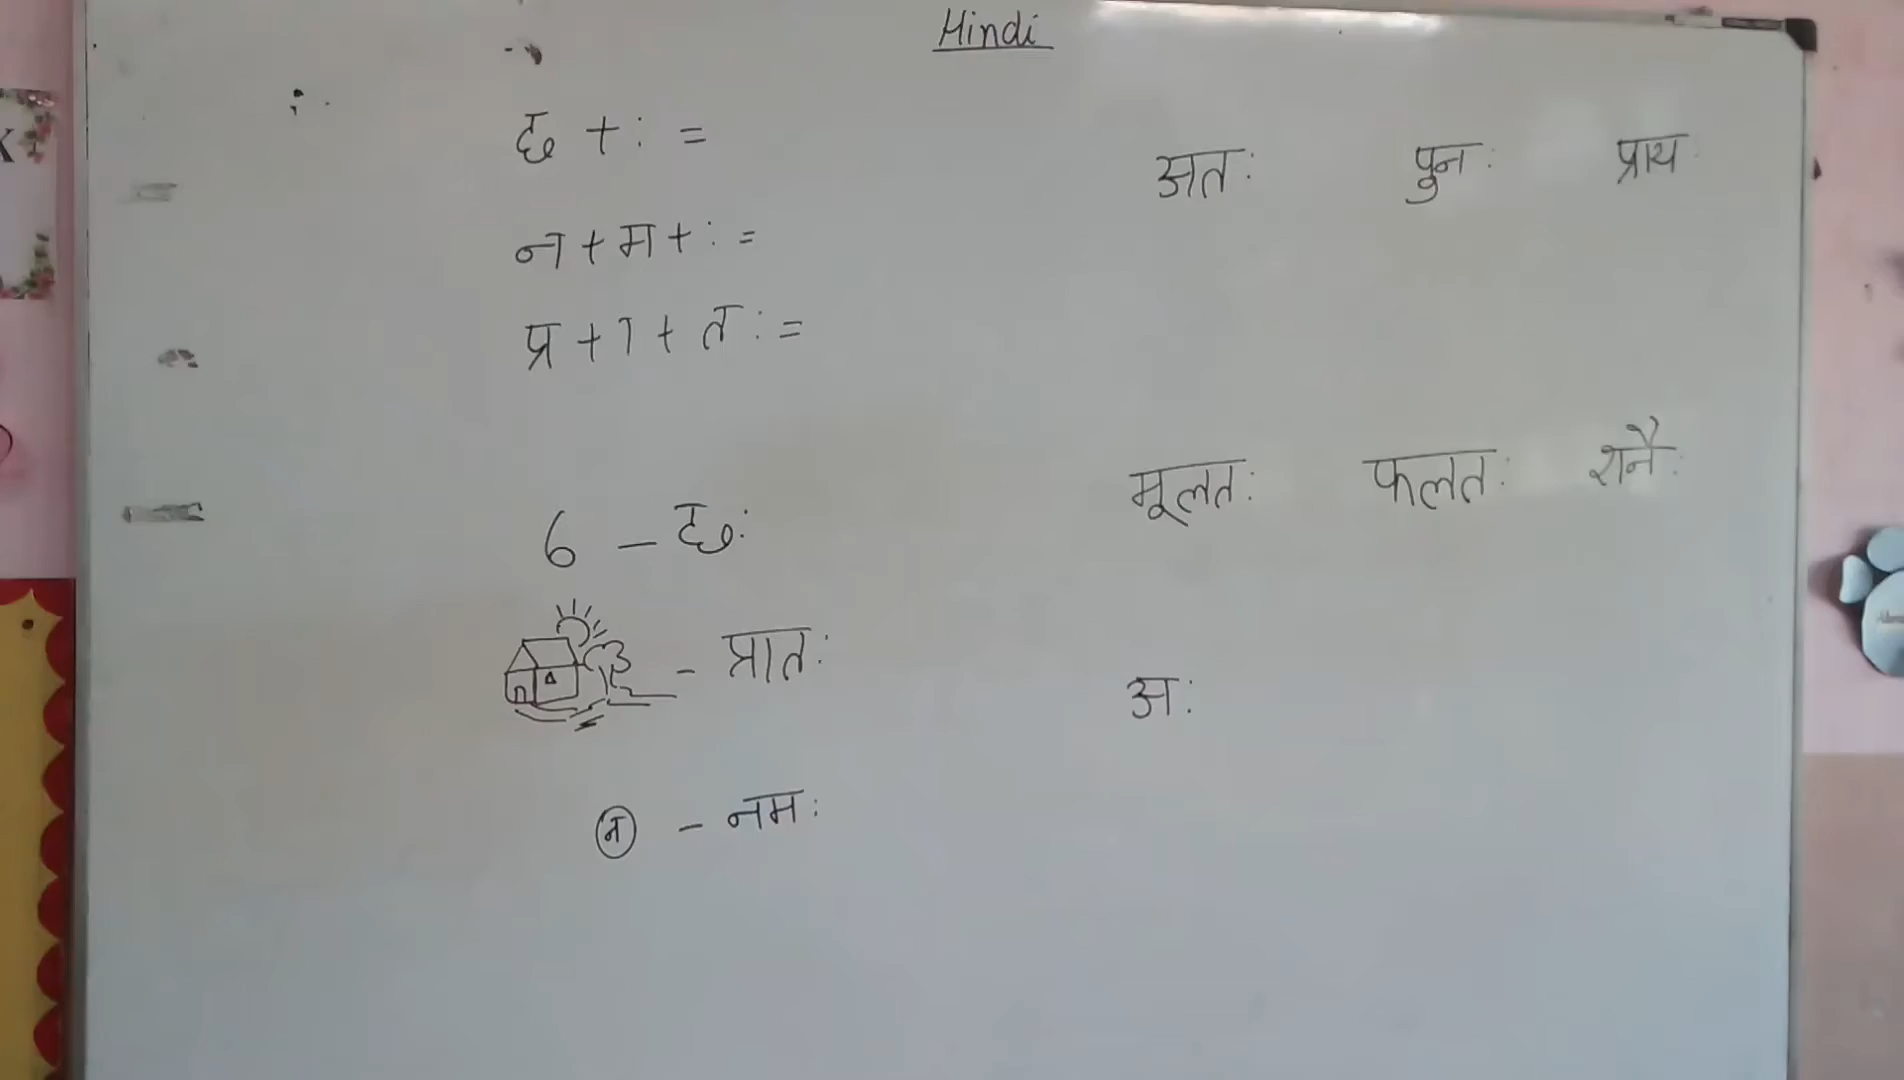 Hindi
छ + : =
न + म + : =
प्र + ा + त : =
6 – छः
– प्रातः
न – नमः
अतः पुनः प्रायः
मूलतः फलतः शनैः
अः